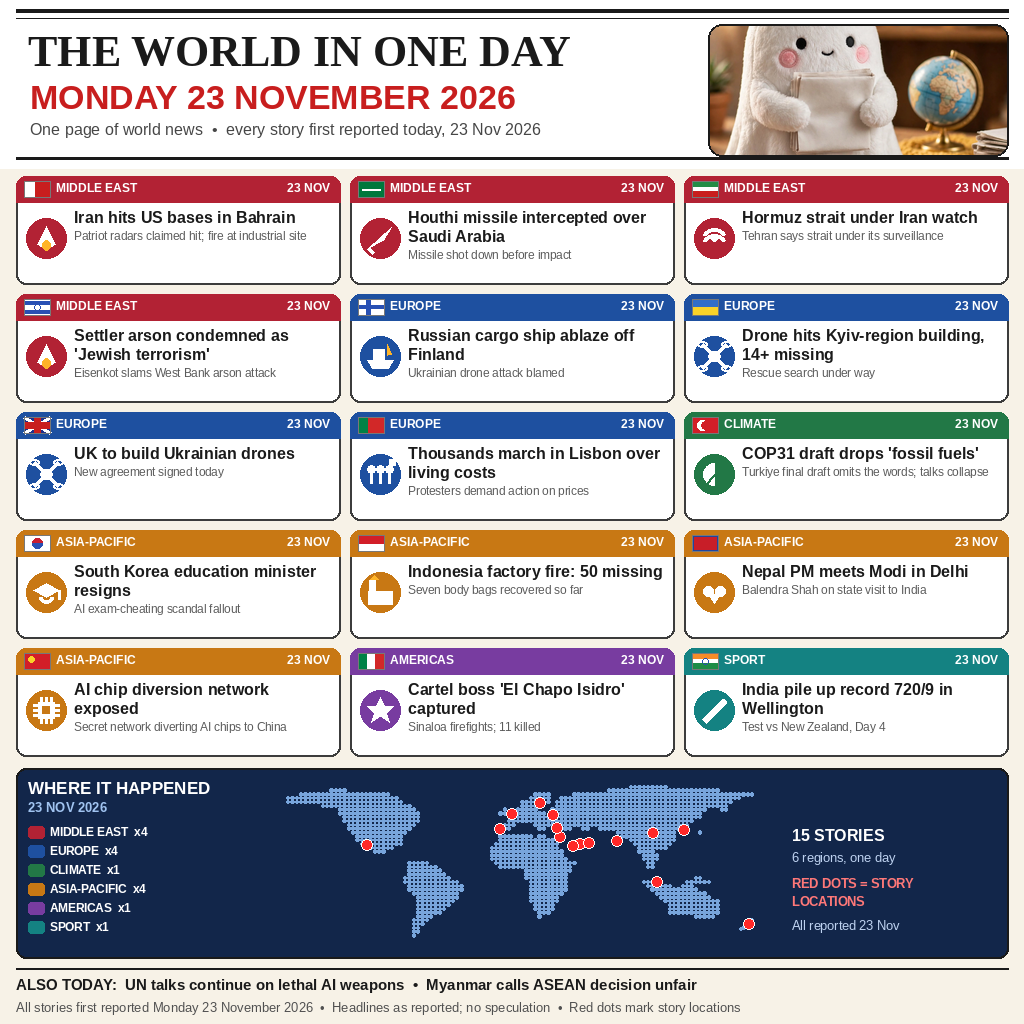 THE WORLD IN ONE DAY
MONDAY 23 NOVEMBER 2026
One page of world news • every story first reported today, 23 Nov 2026
MIDDLE EAST 23 NOV
Iran hits US bases in Bahrain
Patriot radars claimed hit; fire at industrial site
MIDDLE EAST 23 NOV
Houthi missile intercepted over
Saudi Arabia
Missile shot down before impact
MIDDLE EAST 23 NOV
Hormuz strait under Iran watch
Tehran says strait under its surveillance
MIDDLE EAST 23 NOV
Settler arson condemned as
'Jewish terrorism'
Eisenkot slams West Bank arson attack
EUROPE 23 NOV
Russian cargo ship ablaze off
Finland
Ukrainian drone attack blamed
EUROPE 23 NOV
Drone hits Kyiv-region building,
14+ missing
Rescue search under way
EUROPE 23 NOV
UK to build Ukrainian drones
New agreement signed today
EUROPE 23 NOV
Thousands march in Lisbon over
living costs
Protesters demand action on prices
CLIMATE 23 NOV
COP31 draft drops 'fossil fuels'
Turkiye final draft omits the words; talks collapse
ASIA-PACIFIC 23 NOV
South Korea education minister
resigns
AI exam-cheating scandal fallout
ASIA-PACIFIC 23 NOV
Indonesia factory fire: 50 missing
Seven body bags recovered so far
ASIA-PACIFIC 23 NOV
Nepal PM meets Modi in Delhi
Balendra Shah on state visit to India
ASIA-PACIFIC 23 NOV
AI chip diversion network
exposed
Secret network diverting AI chips to China
AMERICAS 23 NOV
Cartel boss 'El Chapo Isidro'
captured
Sinaloa firefights; 11 killed
SPORT 23 NOV
India pile up record 720/9 in
Wellington
Test vs New Zealand, Day 4
WHERE IT HAPPENED
23 NOV 2026
MIDDLE EAST x4
EUROPE x4
CLIMATE x1
ASIA-PACIFIC x4
AMERICAS x1
SPORT x1
15 STORIES
6 regions, one day
RED DOTS = STORY
LOCATIONS
All reported 23 Nov
ALSO TODAY: UN talks continue on lethal AI weapons • Myanmar calls ASEAN decision unfair
All stories first reported Monday 23 November 2026 • Headlines as reported; no speculation • Red dots mark story locations